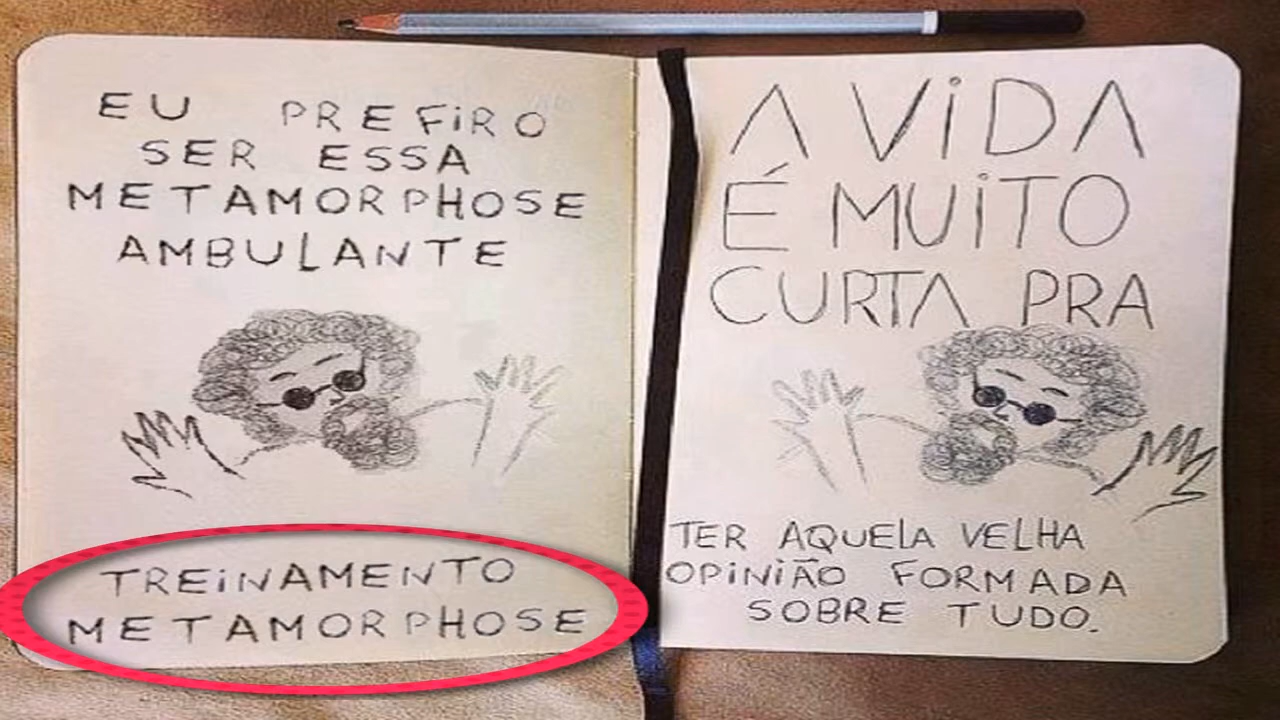 EU PREFiRO
SER ESSA
METAMORPHOSE
AMBULANTE
TREiNAMENTO
METAMORPHOSE
A ViDA
É MUiTO
CURTA PRA
TER AQUELA VELHA
OPiNiÃO FORMADA
SOBRE TUDO.